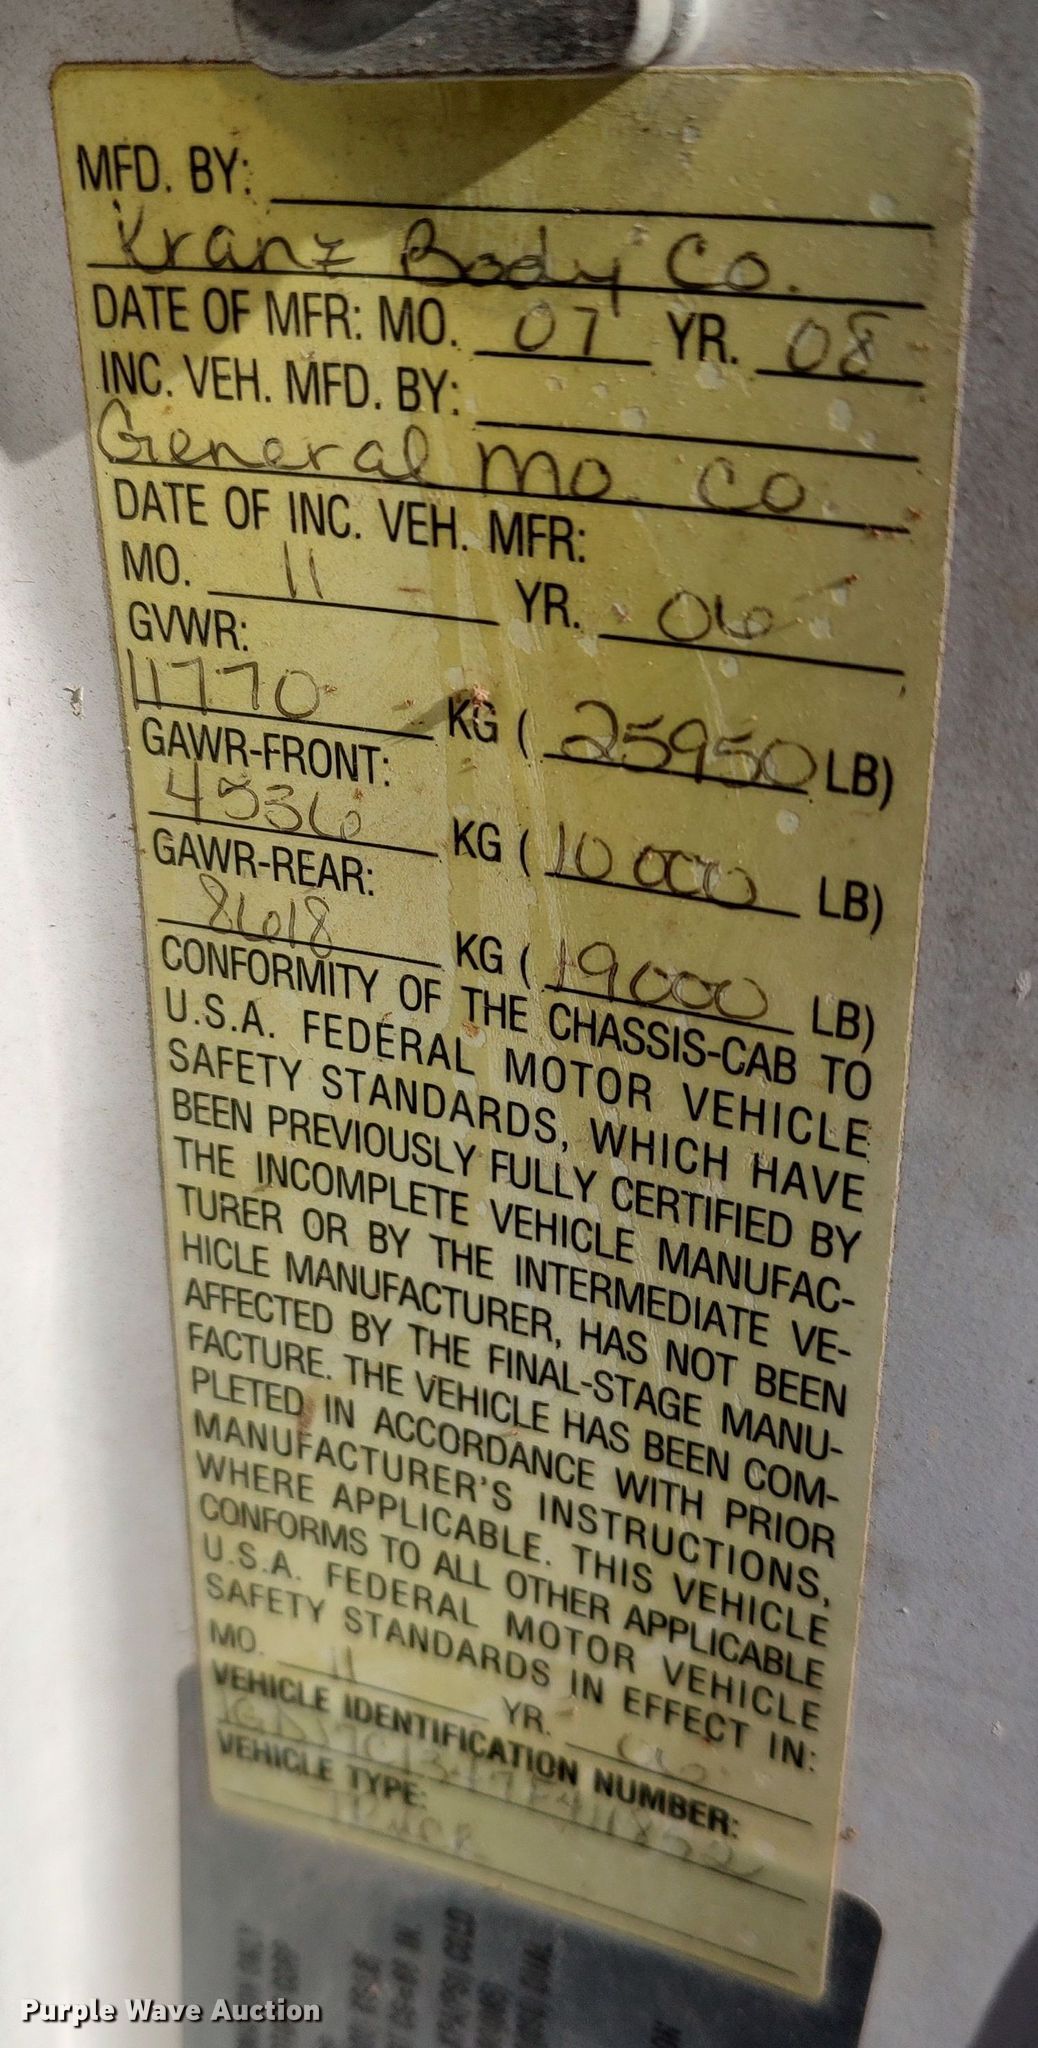 MFD. BY:
Kranz Body Co.
DATE OF MFR: MO. 07 YR. 08
INC. VEH. MFD. BY:
General Mo. Co
DATE OF INC. VEH. MFR:
MO. 11 YR. 06
GVWR:
11770 KG (25950 LB)
GAWR-FRONT:
4536 KG (10000 LB)
GAWR-REAR:
8618 KG (19000 LB)
CONFORMITY OF THE CHASSIS-CAB TO
U.S.A. FEDERAL MOTOR VEHICLE
SAFETY STANDARDS, WHICH HAVE
BEEN PREVIOUSLY FULLY CERTIFIED BY
THE INCOMPLETE VEHICLE MANUFAC-
TURER OR BY THE INTERMEDIATE VE-
HICLE MANUFACTURER, HAS NOT BEEN
AFFECTED BY THE FINAL-STAGE MANU-
FACTURE. THE VEHICLE HAS BEEN COM-
PLETED IN ACCORDANCE WITH PRIOR
MANUFACTURER'S INSTRUCTIONS,
WHERE APPLICABLE. THIS VEHICLE
CONFORMS TO ALL OTHER APPLICABLE
U.S.A. FEDERAL MOTOR VEHICLE
SAFETY STANDARDS IN EFFECT IN:
MO. 11 YR. 06
VEHICLE IDENTIFICATION NUMBER:
VEHICLE TYPE:
Purple Wave Auction